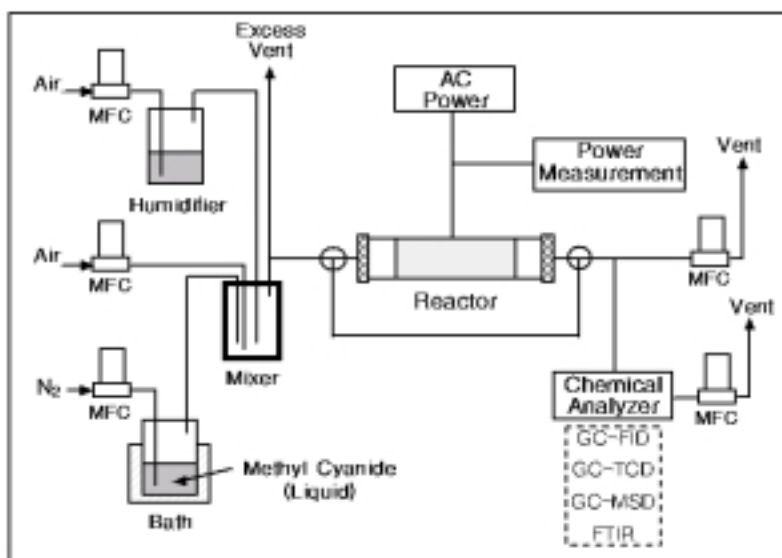 Excess
Vent
Air
MFC
Humidifier
AC
Power
Power
Measurement
Vent
Air
MFC
MFC
Reactor
Mixer
Vent
N₂
MFC
Chemical
Analyzer
MFC
GC-FID
GC-TCD
GC-MSD
FTIR
Methyl Cyanide
(Liquid)
Bath